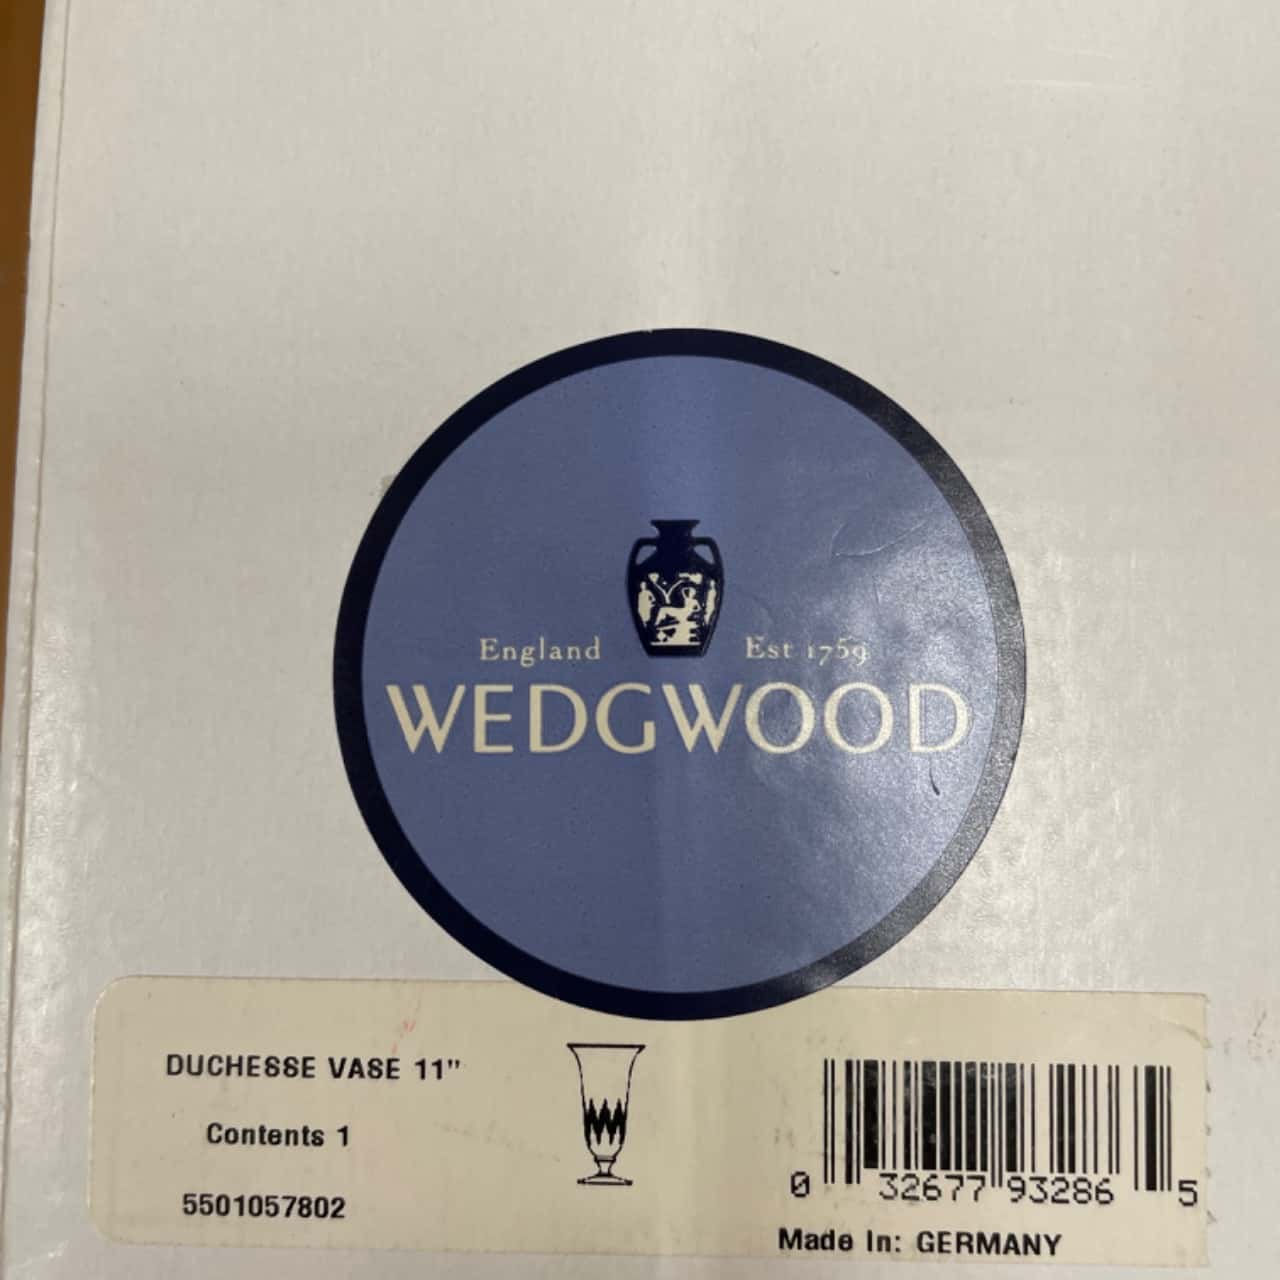 England Est 1759
WEDGWOOD
DUCHESSE VASE 11"
Contents 1
5501057802
0 32677 93286 5
Made In: GERMANY